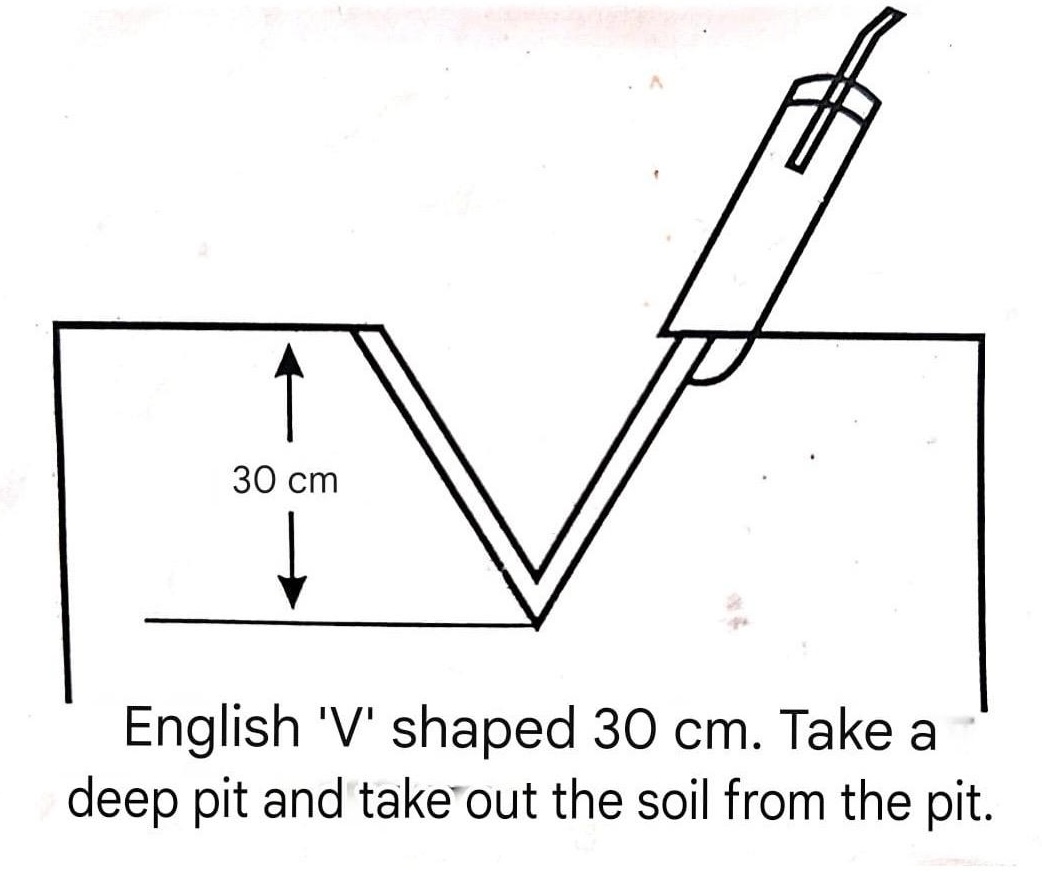 30 cm
English 'V' shaped 30 cm. Take a
deep pit and take out the soil from the pit.